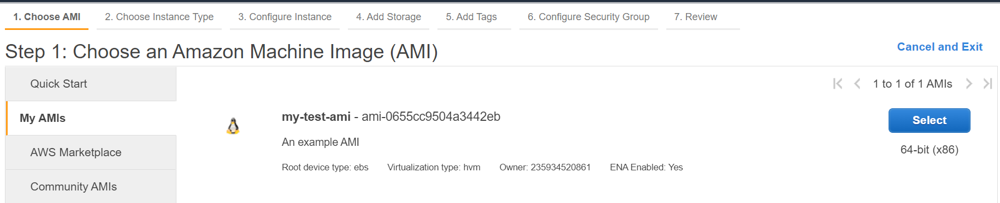 1. Choose AMI 2. Choose Instance Type 3. Configure Instance 4. Add Storage 5. Add Tags 6. Configure Security Group 7. Review
Step 1: Choose an Amazon Machine Image (AMI)
Cancel and Exit
Quick Start
My AMIs
AWS Marketplace
Community AMIs
1 to 1 of 1 AMIs
my-test-ami - ami-0655cc9504a3442eb
An example AMI
Root device type: ebs Virtualization type: hvm Owner: 235934520861 ENA Enabled: Yes
Select
64-bit (x86)